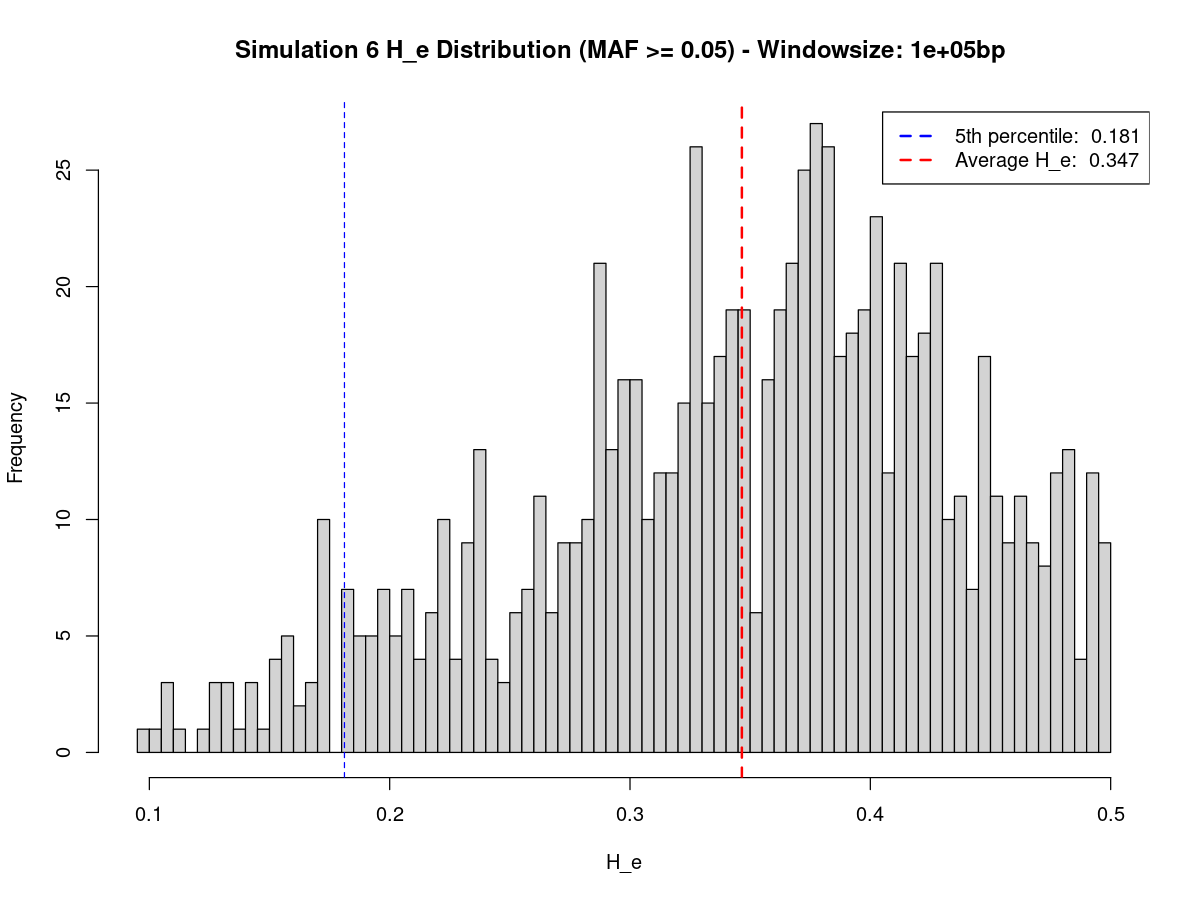 Simulation 6 H_e Distribution (MAF >= 0.05) - Windowsize: 1e+05bp
5th percentile: 0.181
Average H_e: 0.347
Frequency
25
20
15
10
5
0
0.1 0.2 0.3 0.4 0.5
H_e